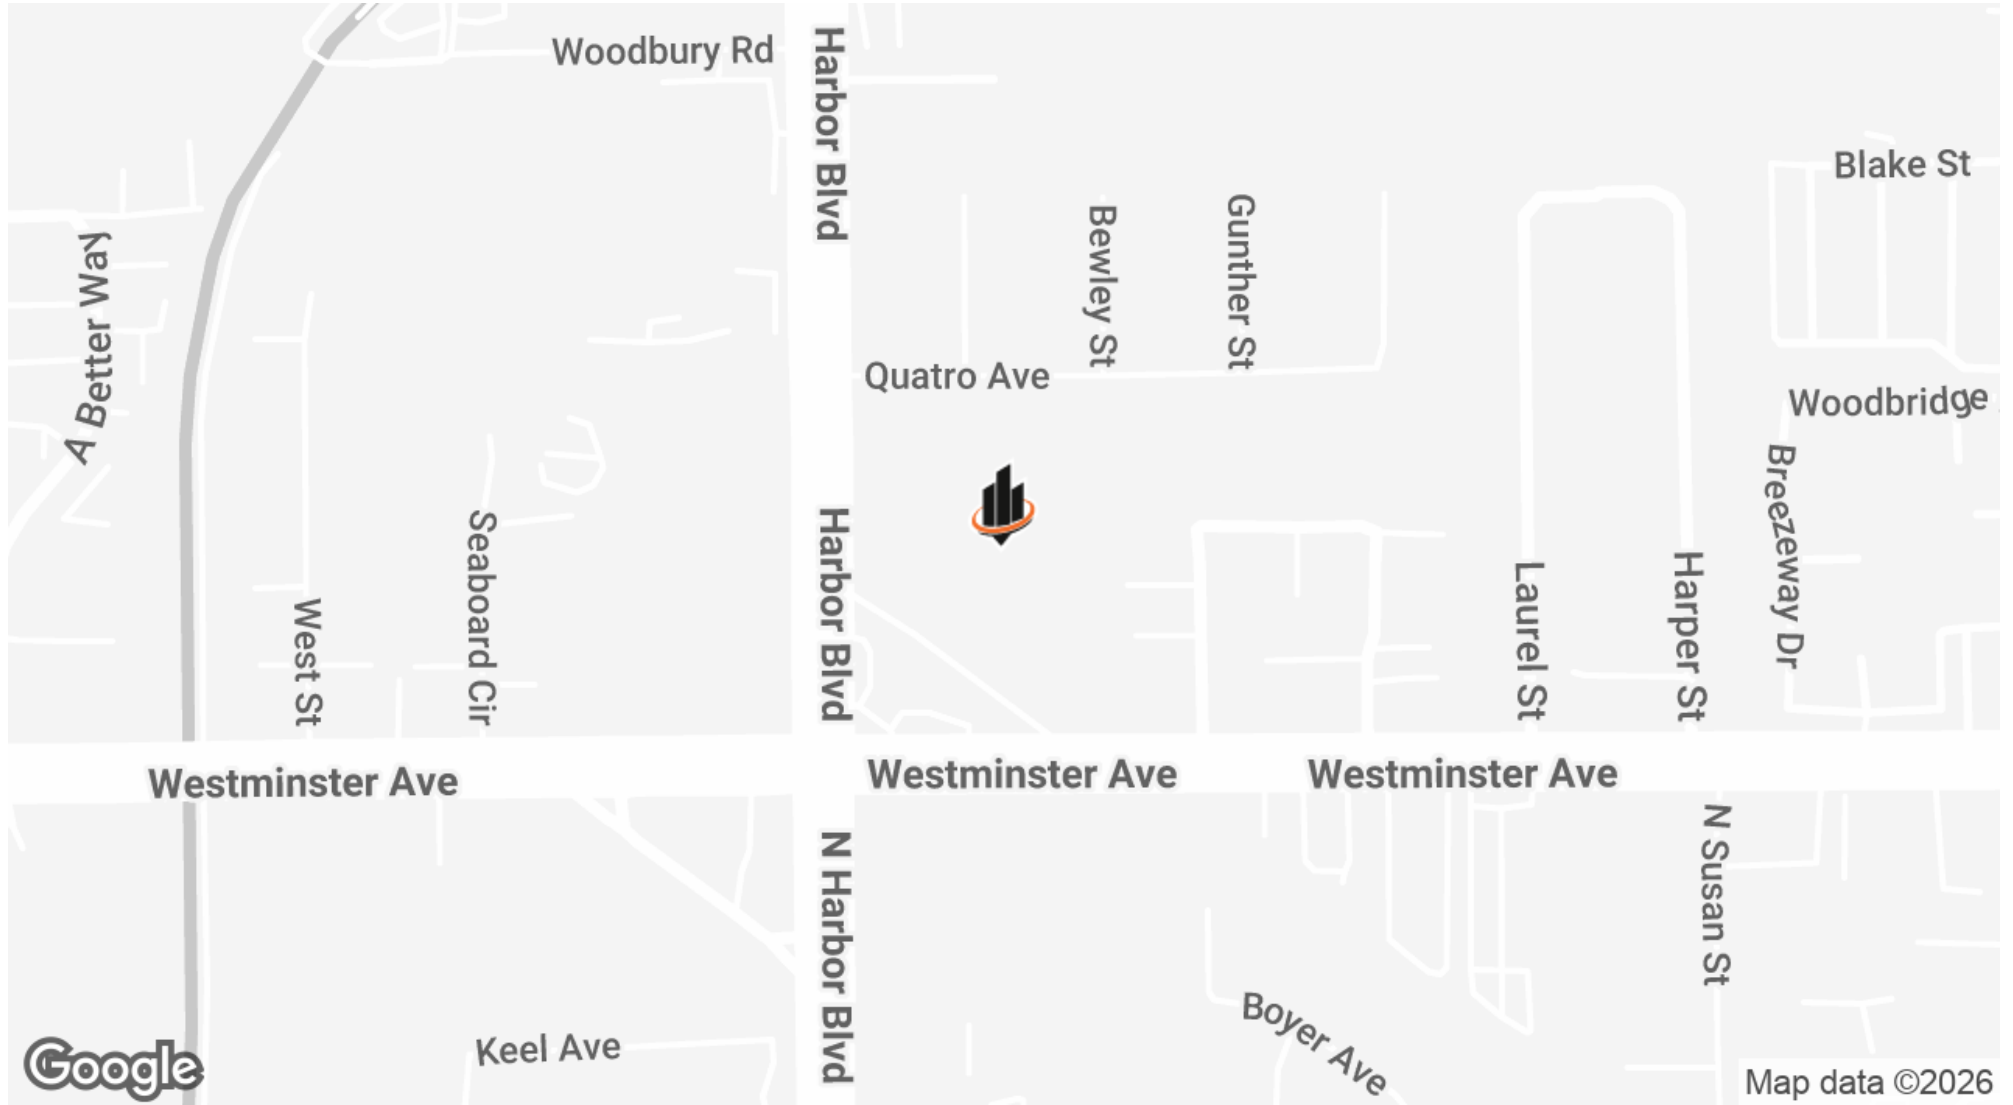 Woodbury Rd
Harbor Blvd
Blake St
A Better Way
Bewley St
Gunther St
Quatro Ave
Woodbridge
Breezeway Dr
Seaboard Cir
Harbor Blvd
West St
Laurel St
Harper St
Westminster Ave
Westminster Ave
Westminster Ave
N Harbor Blvd
N Susan St
Keel Ave
Boyer Ave
Google
Map data ©2026